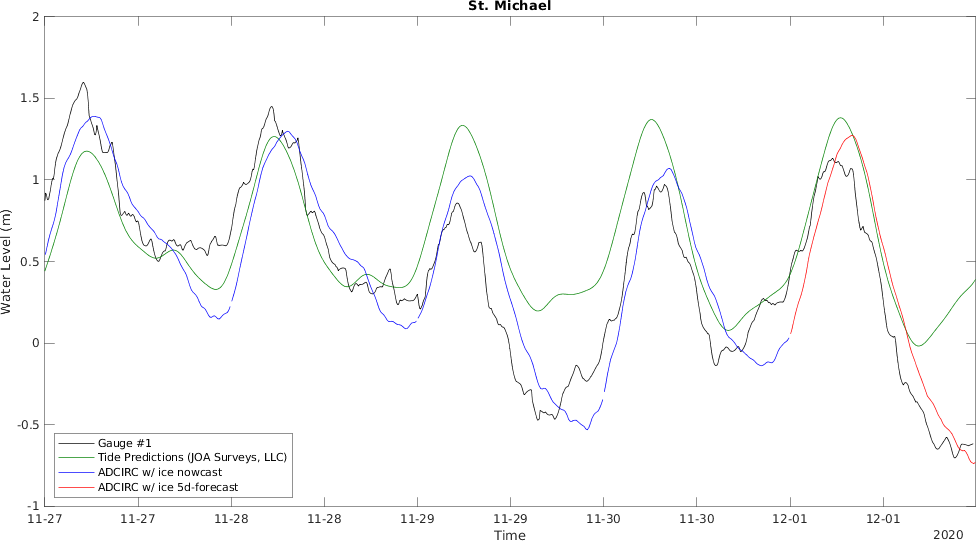 St. Michael
2
1.5
1
0.5
0
-0.5
-1
Water Level (m)
Gauge #1
Tide Predictions (JOA Surveys, LLC)
ADCIRC w/ ice nowcast
ADCIRC w/ ice 5d-forecast
11-27 11-27 11-28 11-28 11-29 11-29 11-30 11-30 12-01 12-01
Time
2020